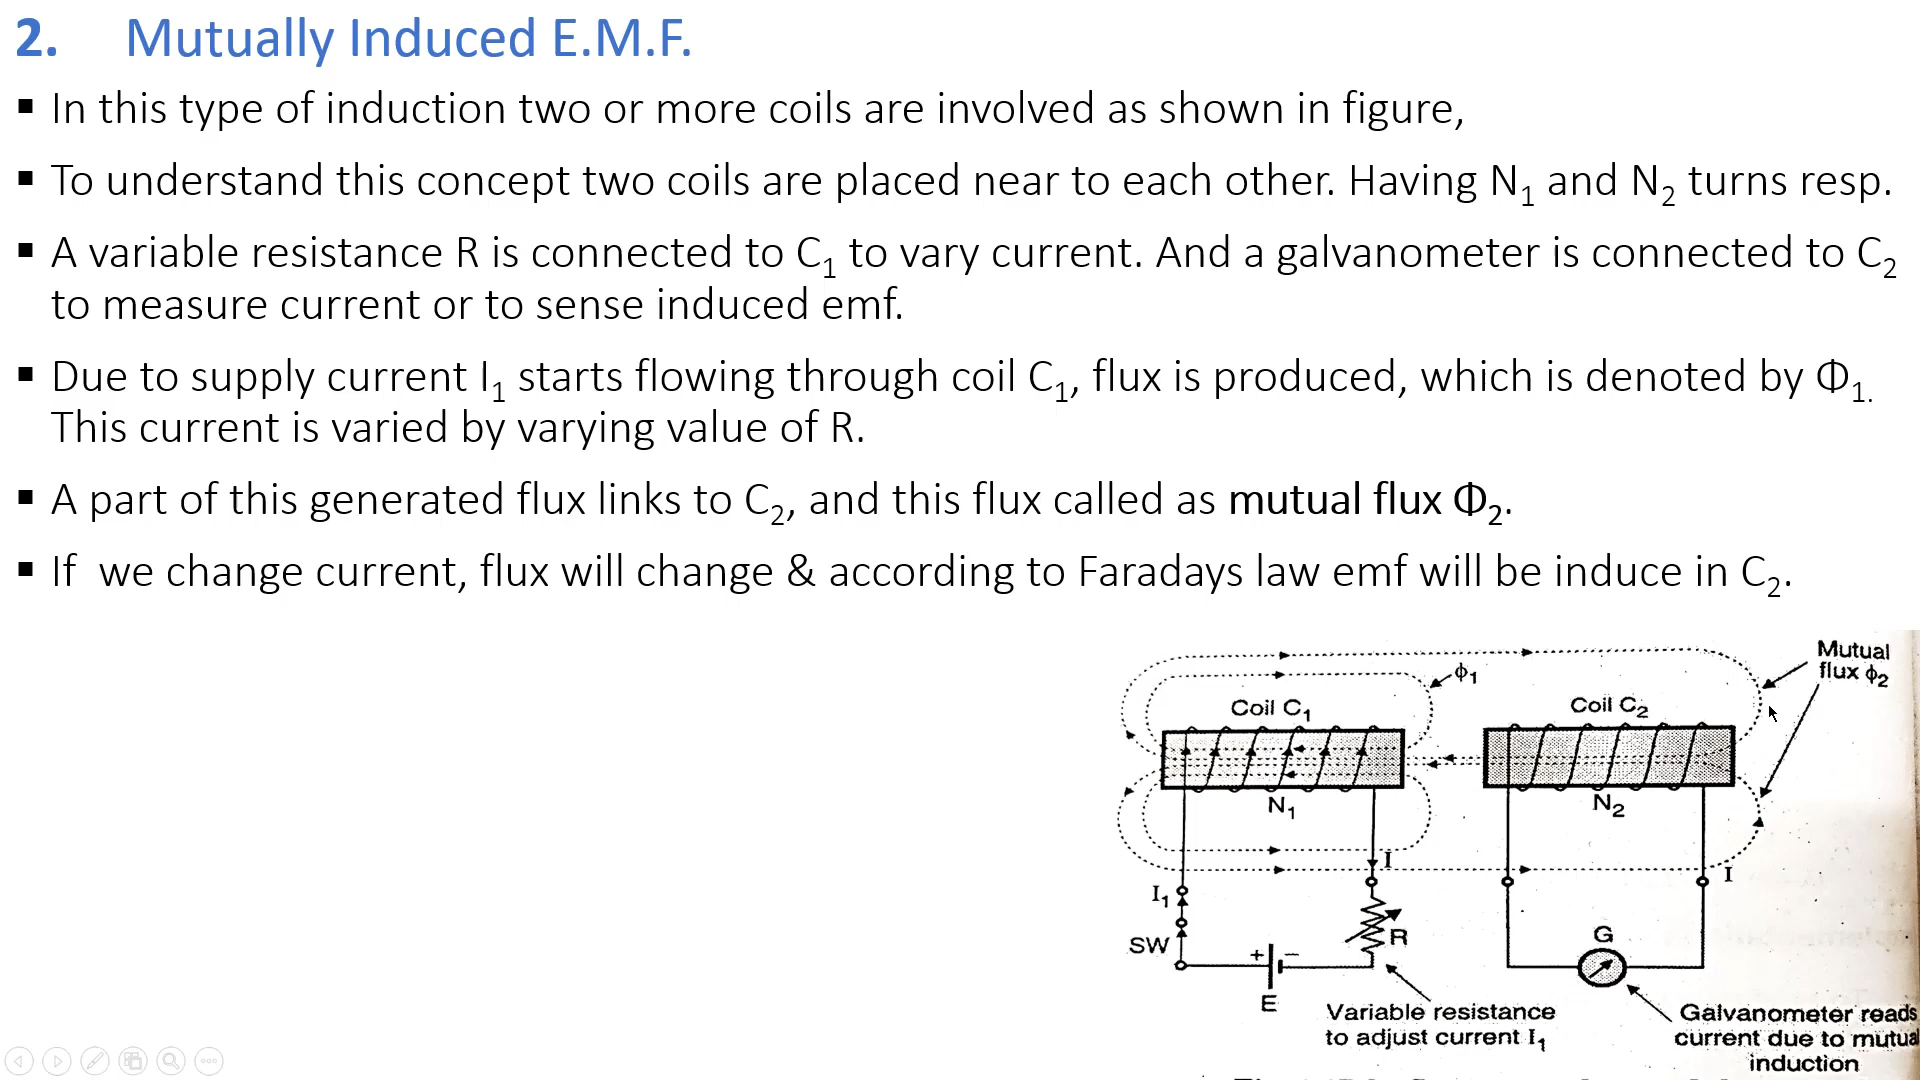 2. Mutually Induced E.M.F.
▪ In this type of induction two or more coils are involved as shown in figure,
▪ To understand this concept two coils are placed near to each other. Having N₁ and N₂ turns resp.
▪ A variable resistance R is connected to C₁ to vary current. And a galvanometer is connected to C₂
to measure current or to sense induced emf.
▪ Due to supply current I₁ starts flowing through coil C₁, flux is produced, which is denoted by Φ₁.
This current is varied by varying value of R.
▪ A part of this generated flux links to C₂, and this flux called as mutual flux Φ₂.
▪ If we change current, flux will change & according to Faradays law emf will be induce in C₂.
Mutual
flux ϕ₂
ϕ₁
Coil C₁
Coil C₂
N₁
N₂
I
I
I₁
SW
R
G
+ −
E
Variable resistance
to adjust current I₁
Galvanometer reads
current due to mutual
induction